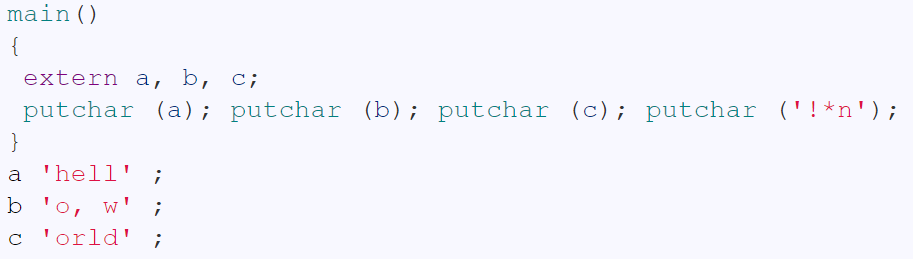 main()
{
 extern a, b, c;
 putchar (a); putchar (b); putchar (c); putchar ('!*n');
}
a 'hell' ;
b 'o, w' ;
c 'orld' ;